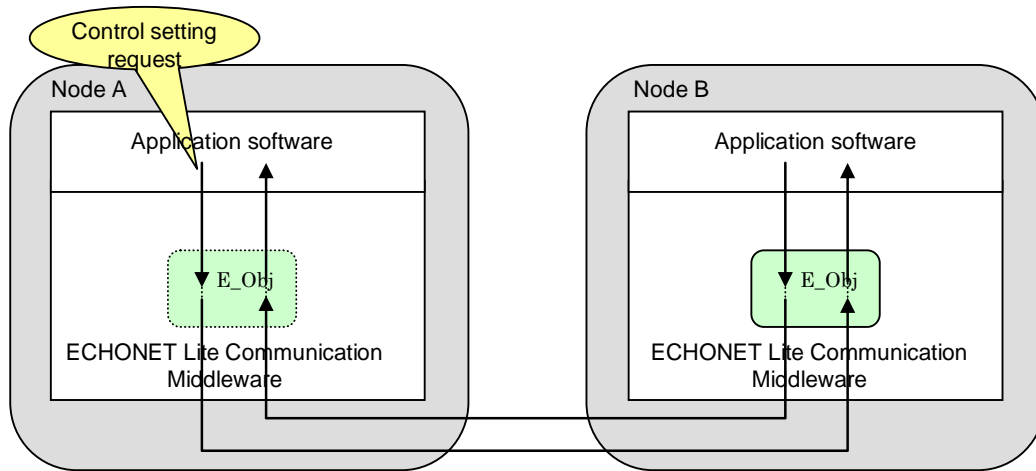 Control setting
request
Node A
Application software
E_Obj
ECHONET Lite Communication
Middleware
Node B
Application software
E_Obj
ECHONET Lite Communication
Middleware